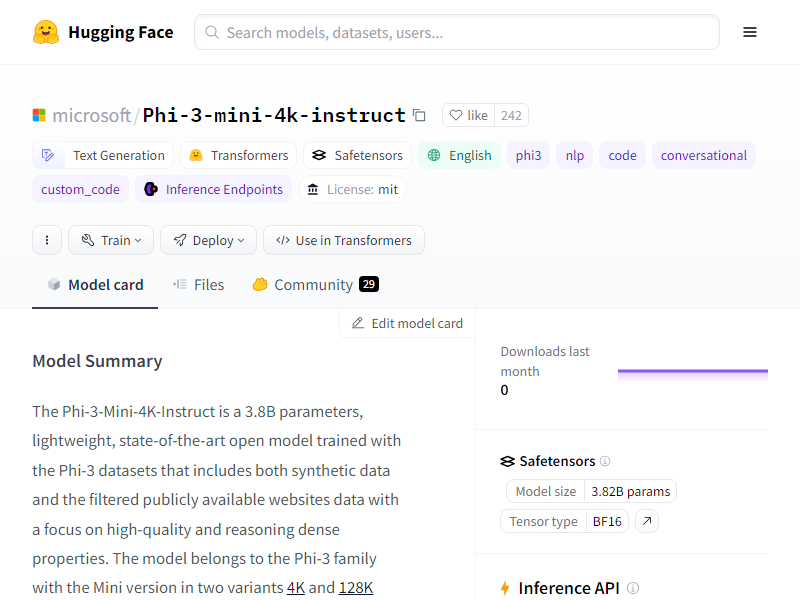 Hugging Face
Search models, datasets, users...
microsoft/Phi-3-mini-4k-instruct
like 242
Text Generation Transformers Safetensors English phi3 nlp code conversational
custom_code Inference Endpoints License: mit
Train Deploy Use in Transformers
Model card Files Community 29
Edit model card
Model Summary
The Phi-3-Mini-4K-Instruct is a 3.8B parameters,
lightweight, state-of-the-art open model trained with
the Phi-3 datasets that includes both synthetic data
and the filtered publicly available websites data with
a focus on high-quality and reasoning dense
properties. The model belongs to the Phi-3 family
with the Mini version in two variants 4K and 128K
Downloads last
month
0
Safetensors
Model size 3.82B params
Tensor type BF16
Inference API